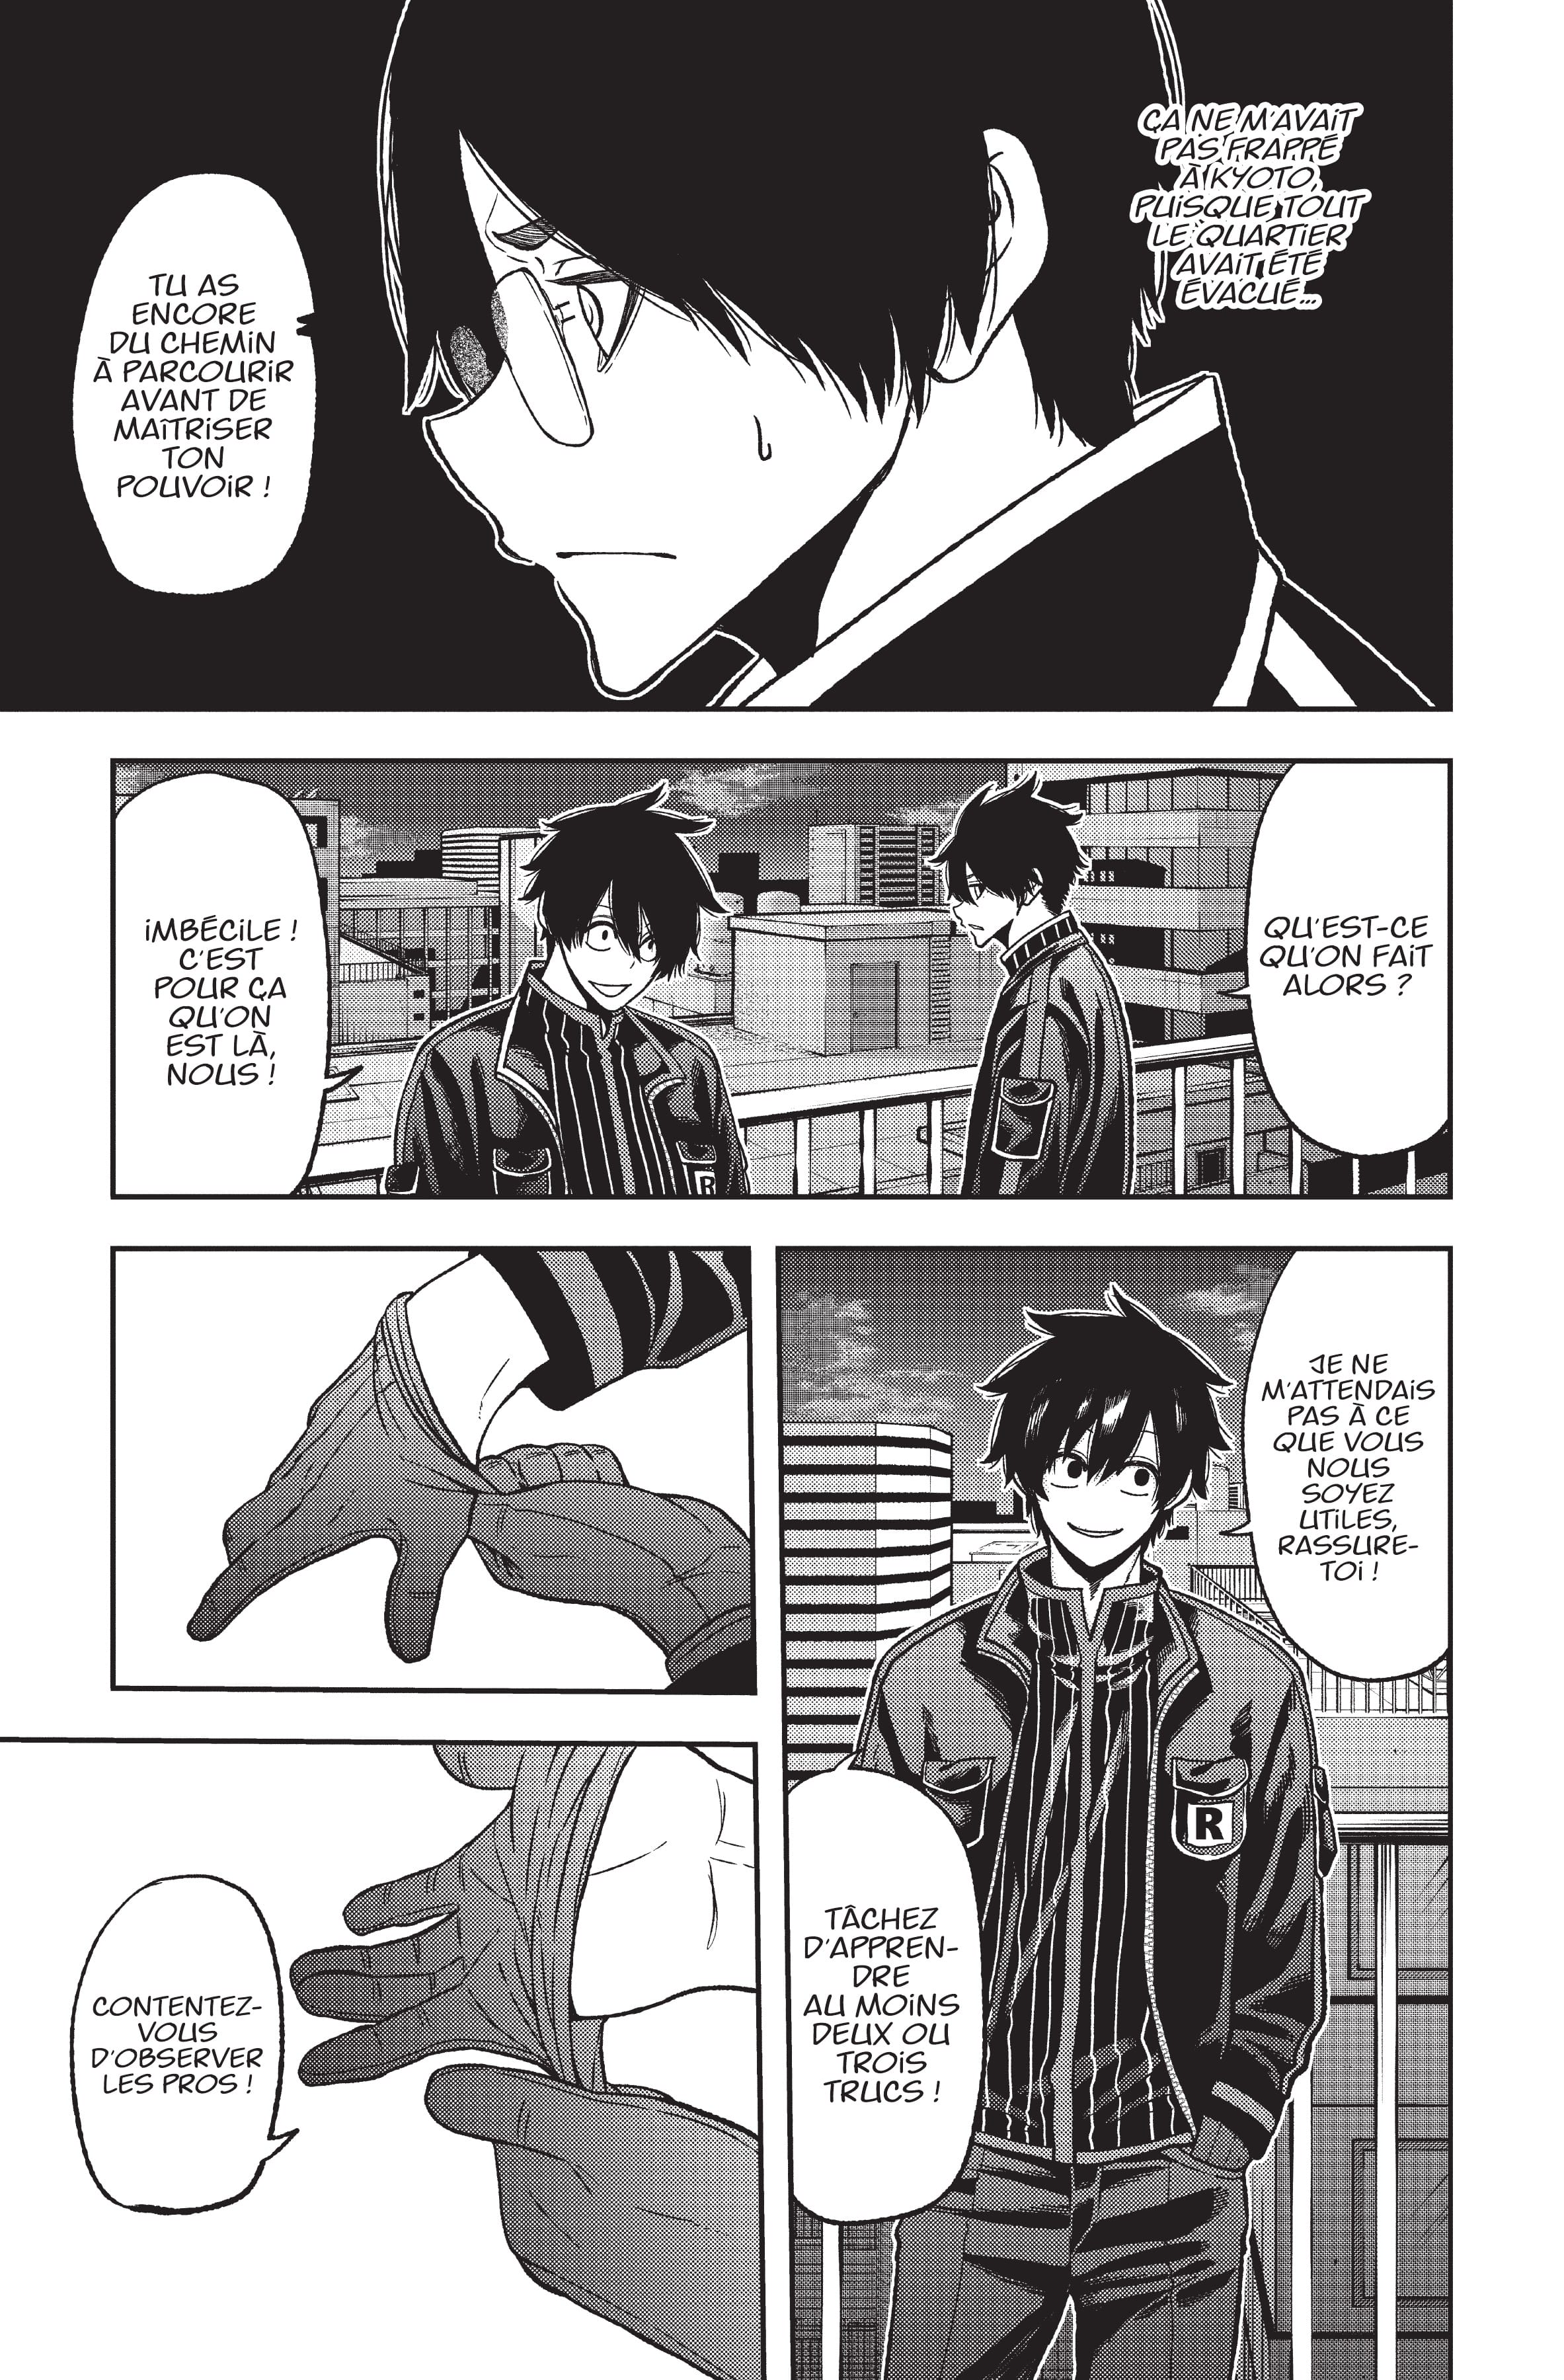 ÇA NE M'AVAIT
PAS FRAPPÉ
À KYOTO,
PUISQUE TOUT
LE QUARTIER
AVAIT ÉTÉ
ÉVACUÉ...
TU AS
ENCORE
DU CHEMIN
À PARCOURIR
AVANT DE
MAÎTRISER
TON
POUVOIR !
QU'EST-CE
QU'ON FAIT
ALORS ?
IMBÉCILE !
C'EST
POUR ÇA
QU'ON
EST LÀ,
NOUS !
R
JE NE
M'ATTENDAIS
PAS À CE
QUE VOUS
NOUS
SOYEZ
UTILES,
RASSURE-
TOI !
R
TÂCHEZ
D'APPREN-
DRE
AU MOINS
DEUX OU
TROIS
TRUCS !
CONTENTEZ-
VOUS
D'OBSERVER
LES PROS !